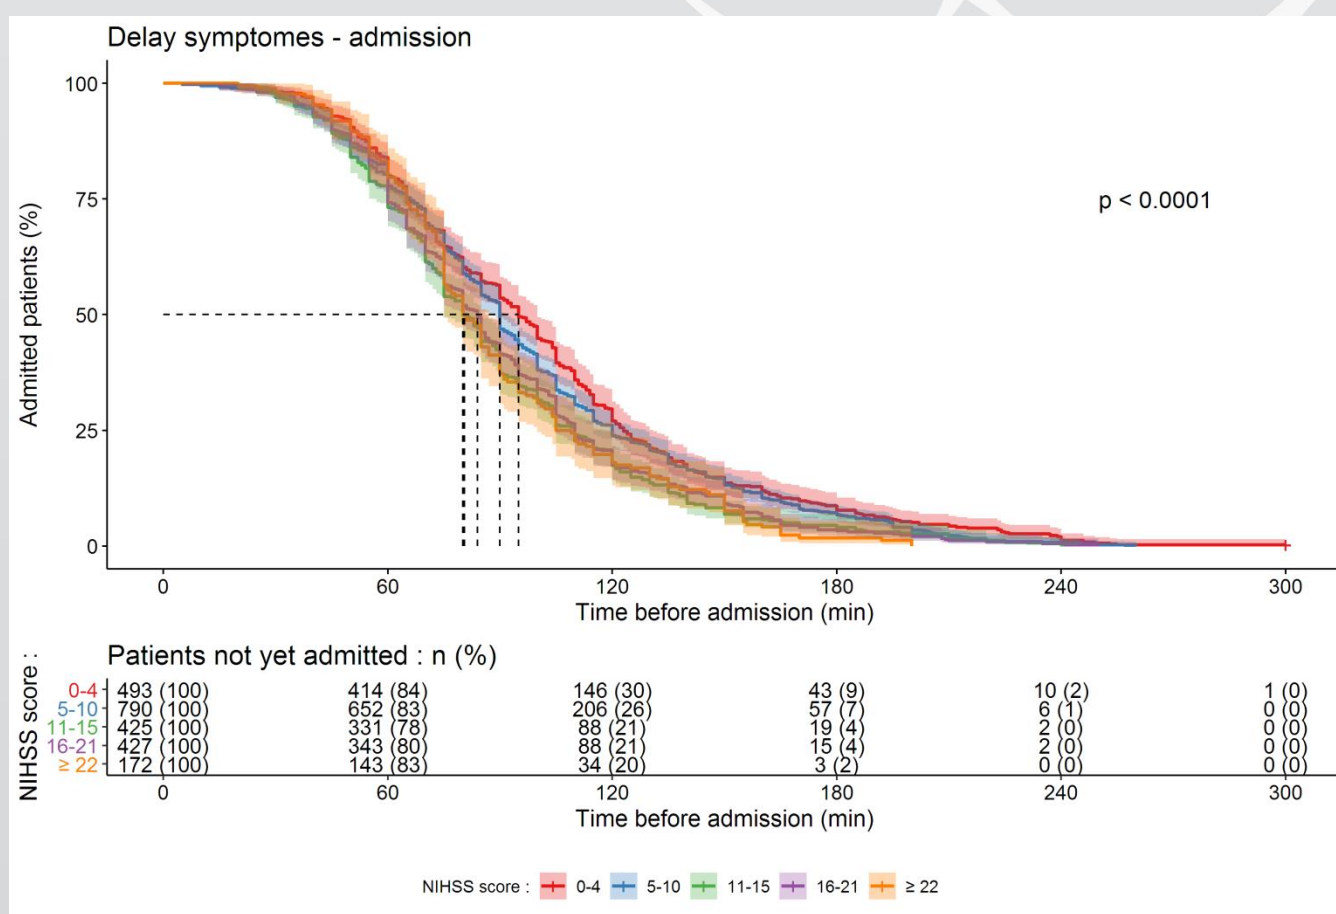 Delay symptomes - admission
Admitted patients (%)
100
75
50
25
0
p < 0.0001
0 60 120 180 240 300
Time before admission (min)
Patients not yet admitted : n (%)
NIHSS score :
0-4 493 (100) 414 (84) 146 (30) 43 (9) 10 (2) 1 (0)
5-10 790 (100) 652 (83) 206 (26) 57 (7) 6 (1) 0 (0)
11-15 425 (100) 331 (78) 88 (21) 19 (4) 2 (0) 0 (0)
16-21 427 (100) 343 (80) 88 (21) 15 (4) 2 (0) 0 (0)
≥ 22 172 (100) 143 (83) 34 (20) 3 (2) 0 (0) 0 (0)
0 60 120 180 240 300
Time before admission (min)
NIHSS score : 0-4 5-10 11-15 16-21 ≥ 22